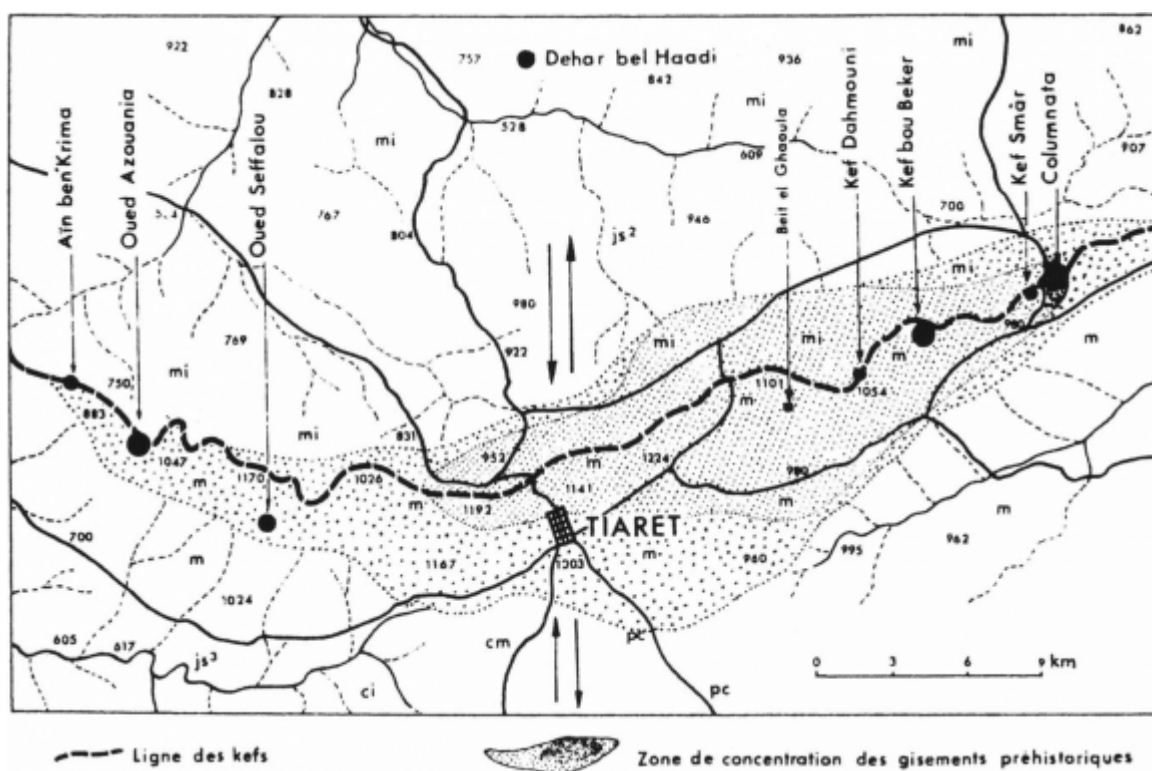 922
757
Dehar bel Haadi
936
mi
862
828
842
528
mi
mi
609
907
Aïn ben'Krima
Oued Azouania
Oued Seffalou
767
804
js²
946
Beit el Ghaoula
Kef Dahmouni
Kef bou Beker
700
Kef Smâr
Columnata
980
mi
769
922
mi
mi
980
m
750
mi
883
1101
m
1054
m
1047
mi
831
952
m
1224
980
1170
1026
m
m
1192
1141
m
TIARET
m
700
m
1167
1003
m
960
995
962
1024
605
617
js³
cm
pc
ci
pc
0 3 6 9 km
Ligne des kefs
Zone de concentration des gisements préhistoriques